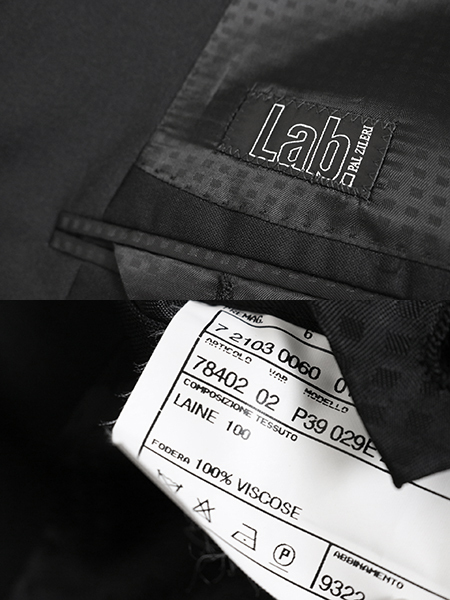 Lab.
PAL ZILERI
6
7 2103 0060
ARTICOLO VAR MODELLO
78402 02 P39 029E
COMPOSIZIONE TESSUTO
LAINE 100
FODERA 100% VISCOSE
P
ABBINAMENTO
9322